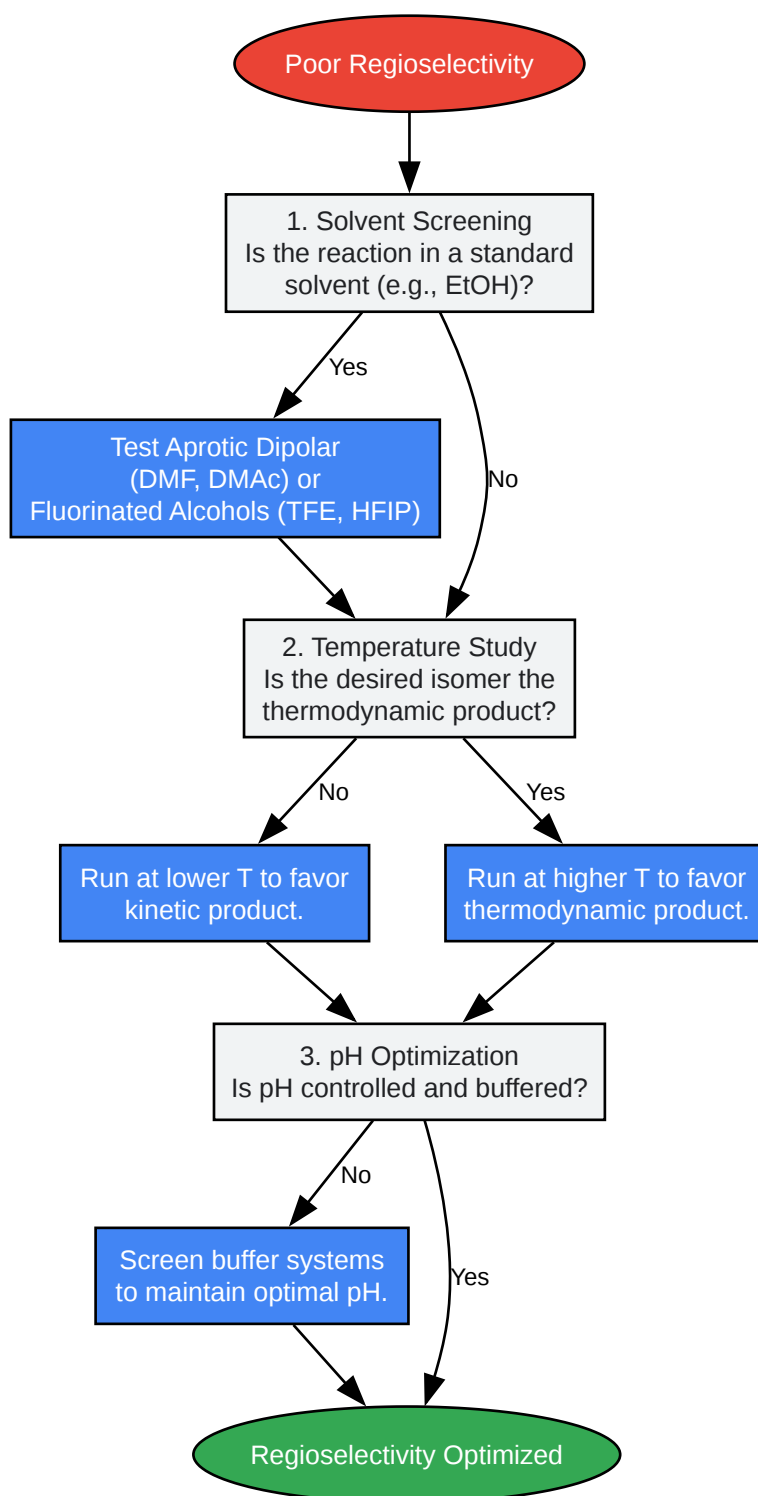 Poor Regioselectivity
1. Solvent Screening
Is the reaction in a standard
solvent (e.g., EtOH)?
Yes
Test Aprotic Dipolar
(DMF, DMAc) or
Fluorinated Alcohols (TFE, HFIP)
No
2. Temperature Study
Is the desired isomer the
thermodynamic product?
No
Yes
Run at lower T to favor
kinetic product.
Run at higher T to favor
thermodynamic product.
3. pH Optimization
Is pH controlled and buffered?
No
Screen buffer systems
to maintain optimal pH.
Yes
Regioselectivity Optimized